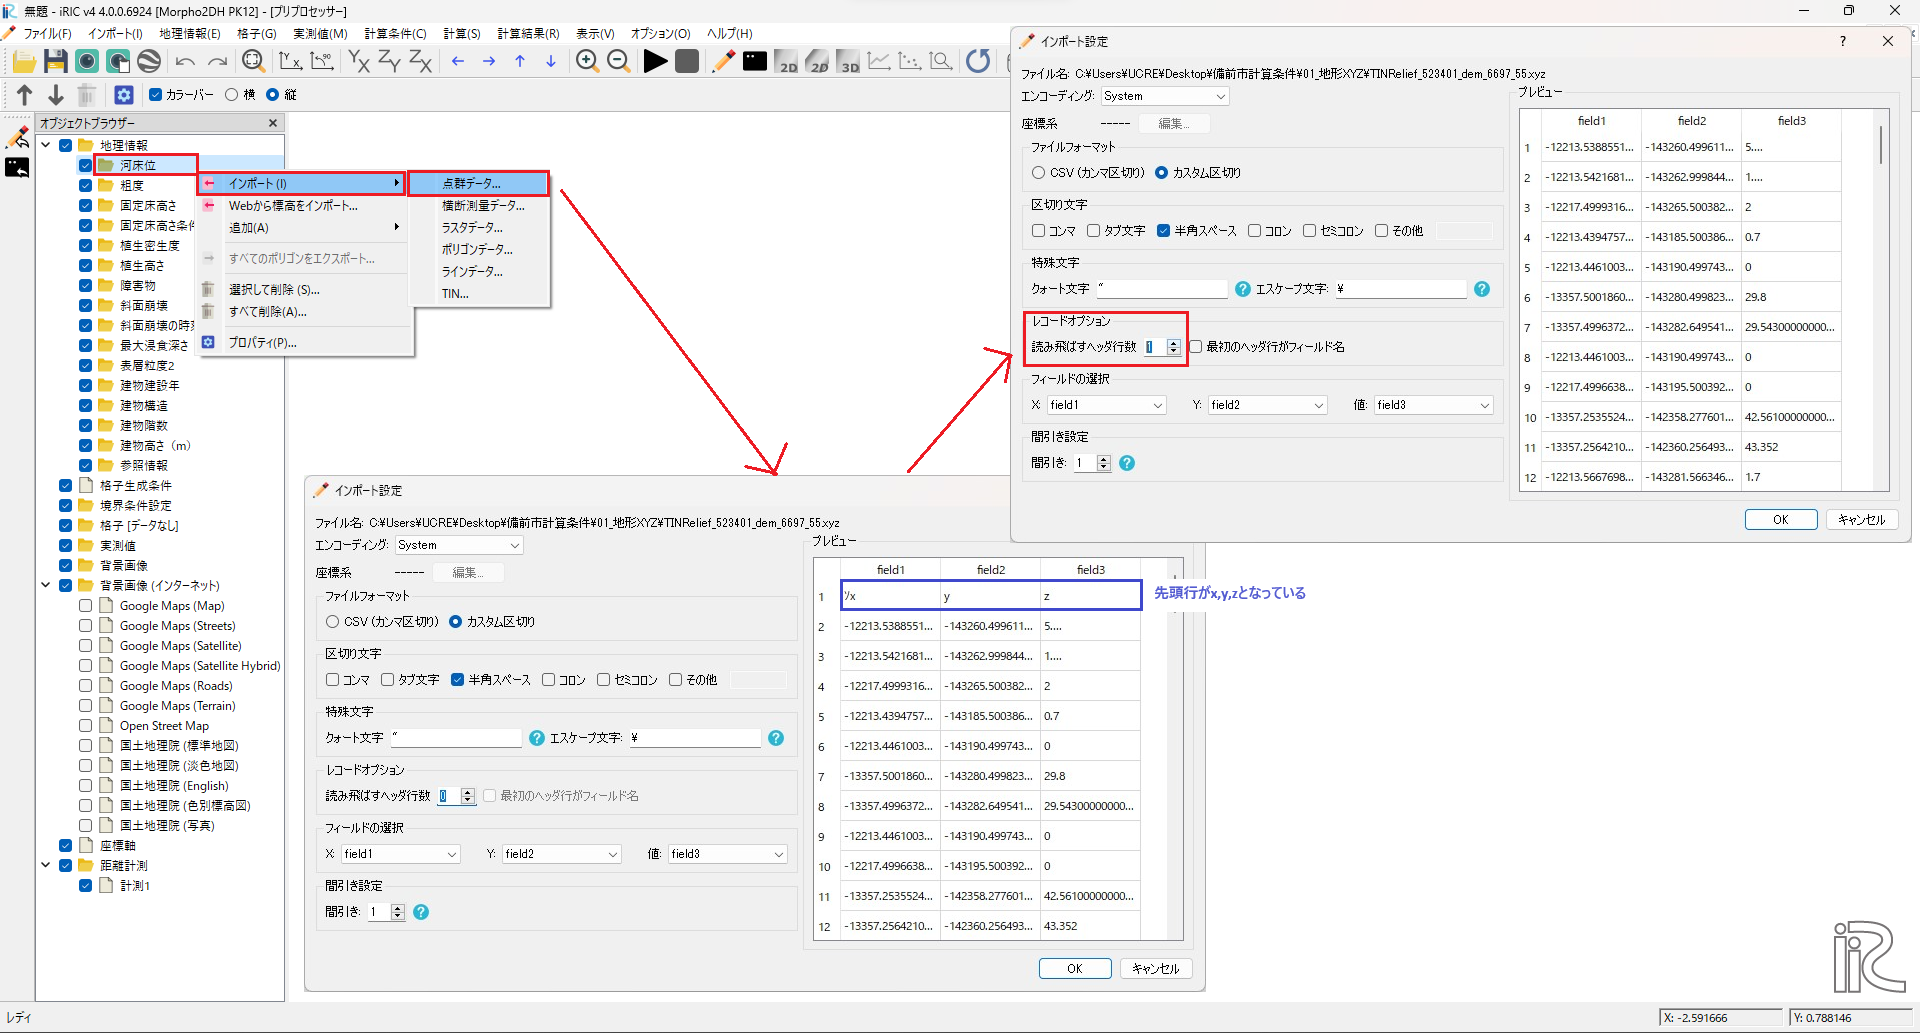 無題 - iRIC v4 4.0.0.6924 [Morpho2DH PK12] - [プリプロセッサー]
ファイル(F) インポート(I) 地理情報(E) 格子(G) 実測値(M) 計算条件(C) 計算(S) 計算結果(R) 表示(V) オプション(O) ヘルプ(H)
カラーバー 横 縦
オブジェクトブラウザー
地理情報
河床位
粗度
固定床高さ
固定床高さ条件
植生密生度
植生高さ
障害物
斜面崩壊
斜面崩壊の時刻
最大浸食深さ
表層粒度2
建物建設年
建物構造
建物階数
建物高さ（m）
参照情報
格子生成条件
境界条件設定
格子 [データなし]
実測値
背景画像
背景画像 (インターネット)
Google Maps (Map)
Google Maps (Streets)
Google Maps (Satellite)
Google Maps (Satellite Hybrid)
Google Maps (Roads)
Google Maps (Terrain)
Open Street Map
国土地理院 (標準地図)
国土地理院 (淡色地図)
国土地理院 (English)
国土地理院 (色別標高図)
国土地理院 (写真)
座標軸
距離計測
計測1
インポート (I)
Webから標高をインポート...
追加(A)
すべてのポリゴンをエクスポート...
選択して削除 (S)...
すべて削除(A)...
プロパティ(P)...
点群データ...
横断測量データ...
ラスタデータ...
ポリゴンデータ...
ラインデータ...
TIN...
インポート設定
ファイル名: C:¥Users¥UCRE¥Desktop¥備前市計算条件¥01_地形XYZ¥TINRelief_523401_dem_6697_55.xyz
エンコーディング: System
座標系 ----- 編集...
ファイルフォーマット
CSV (カンマ区切り) カスタム区切り
区切り文字
コンマ タブ文字 半角スペース コロン セミコロン その他
特殊文字
クォート文字 " エスケープ文字: ¥
レコードオプション
読み飛ばすヘッダ行数 1 最初のヘッダ行がフィールド名
フィールドの選択
X: field1 Y: field2 値: field3
間引き設定
間引き: 1
プレビュー
field1 field2 field3
1 -12213.5388551... -143260.499611... 5....
2 -12213.5421681... -143262.999844... 1....
3 -12217.4999316... -143265.500382... 2
4 -12213.4394757... -143185.500386... 0.7
5 -12213.4461003... -143190.499743... 0
6 -13357.5001860... -143280.499823... 29.8
7 -13357.4996372... -143282.649541... 29.54300000000...
8 -12213.4461003... -143190.499743... 0
9 -12217.4996638... -143195.500392... 0
10 -13357.2535524... -142358.277601... 42.56100000000...
11 -13357.2564210... -142360.256493... 43.352
12 -12213.5667698... -143281.566346... 1.7
OK キャンセル
インポート設定
ファイル名: C:¥Users¥UCRE¥Desktop¥備前市計算条件¥01_地形XYZ¥TINRelief_523401_dem_6697_55.xyz
エンコーディング: System
座標系 ----- 編集...
ファイルフォーマット
CSV (カンマ区切り) カスタム区切り
区切り文字
コンマ タブ文字 半角スペース コロン セミコロン その他
特殊文字
クォート文字 " エスケープ文字: ¥
レコードオプション
読み飛ばすヘッダ行数 0 最初のヘッダ行がフィールド名
フィールドの選択
X: field1 Y: field2 値: field3
間引き設定
間引き: 1
プレビュー
field1 field2 field3
1 ｿ/x y z
2 -12213.5388551... -143260.499611... 5....
3 -12213.5421681... -143262.999844... 1....
4 -12217.4999316... -143265.500382... 2
5 -12213.4394757... -143185.500386... 0.7
6 -12213.4461003... -143190.499743... 0
7 -13357.5001860... -143280.499823... 29.8
8 -13357.4996372... -143282.649541... 29.54300000000...
9 -12213.4461003... -143190.499743... 0
10 -12217.4996638... -143195.500392... 0
11 -13357.2535524... -142358.277601... 42.56100000000...
12 -13357.2564210... -142360.256493... 43.352
OK キャンセル
先頭行がx,y,zとなっている
iRIC
レディ
X: -2.591666 Y: 0.788146